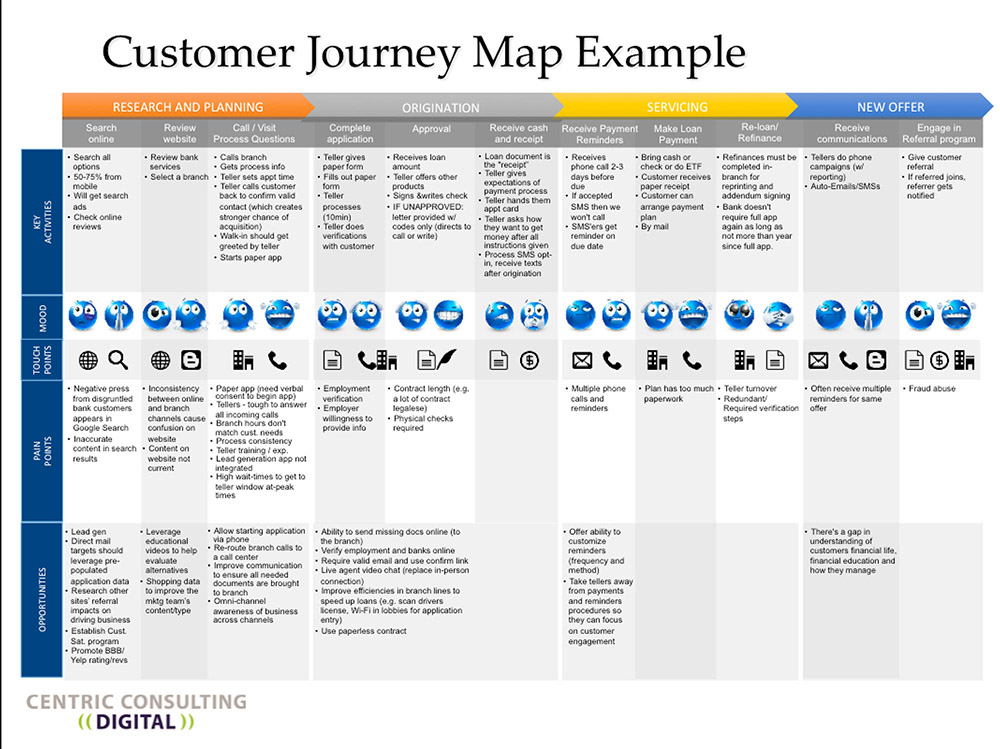 Customer Journey Map Example
RESEARCH AND PLANNING
ORIGINATION
SERVICING
NEW OFFER
Search
online
Review
website
Call / Visit
Process Questions
Complete
application
Approval
Receive cash
and receipt
Receive Payment
Reminders
Make Loan
Payment
Re-loan/
Refinance
Receive
communications
Engage in
Referral program
KEY
ACTIVITIES
• Search all
options
• 50-75% from
mobile
• Will get search
ads
• Check online
reviews
• Review bank
services
• Select a branch
• Calls branch
• Gets process info
• Teller sets appt time
• Teller calls customer
back to confirm valid
contact (which creates
stronger chance of
acquisition)
• Walk-in should get
greeted by teller
• Starts paper app
• Teller gives
paper form
• Fills out paper
form
• Teller
processes
(10min)
• Teller does
verifications
with customer
• Receives loan
amount
• Teller offers other
products
• Signs &writes check
• IF UNAPPROVED:
letter provided w/
codes only (directs to
call or write)
• Loan document is
the "receipt"
• Teller gives
expectations of
payment process
• Teller hands them
appt card
• Teller asks how
they want to get
money after all
instructions given
• Process SMS opt-
in, receive texts
after origination
• Receives
phone call 2-3
days before
due
• If accepted
SMS then we
won't call
• SMS'ers get
reminder on
due date
• Bring cash or
check or do ETF
• Customer receives
paper receipt
• Customer can
arrange payment
plan
• By mail
• Refinances must be
completed in-
branch for
reprinting and
addendum signing
• Bank doesn't
require full app
again as long as
not more than year
since full app.
• Tellers do phone
campaigns (w/
reporting)
• Auto-Emails/SMSs
• Give customer
referral
• If referred joins,
referrer gets
notified
MOOD
TOUCH
POINTS
PAIN
POINTS
• Negative press
from disgruntled
bank customers
appears in
Google Search
• Inaccurate
content in search
results
• Inconsistency
between online
and branch
channels cause
confusion on
website
• Content on
website not
current
• Paper app (need verbal
consent to begin app)
• Tellers - tough to answer
all incoming calls
• Branch hours don't
match cust. needs
• Process consistency
• Teller training / exp.
• Lead generation app not
integrated
• High wait-times to get to
teller window at-peak
times
• Employment
verification
• Employer
willingness to
provide info
• Contract length (e.g.
a lot of contract
legalese)
• Physical checks
required
• Multiple phone
calls and
reminders
• Plan has too much
paperwork
• Teller turnover
• Redundant/
Required verification
steps
• Often receive multiple
reminders for same
offer
• Fraud abuse
OPPORTUNITIES
• Lead gen
• Direct mail
targets should
leverage pre-
populated
application data
• Research other
sites' referral
impacts on
driving business
• Establish Cust.
Sat. program
• Promote BBB/
Yelp rating/revs
• Leverage
educational
videos to help
evaluate
alternatives
• Shopping data
to improve the
mktg team's
content/type
• Allow starting application
via phone
• Re-route branch calls to
a call center
• Improve communication
to ensure all needed
documents are brought
to branch
• Omni-channel
awareness of business
across channels
• Ability to send missing docs online (to
the branch)
• Verify employment and banks online
• Require valid email and use confirm link
• Live agent video chat (replace in-person
connection)
• Improve efficiencies in branch lines to
speed up loans (e.g. scan drivers
license, Wi-Fi in lobbies for application
entry)
• Use paperless contract
• Offer ability to
customize
reminders
(frequency and
method)
• Take tellers away
from payments
and reminders
procedures so
they can focus
on customer
engagement
• There's a gap in
understanding of
customers financial life,
financial education and
how they manage
CENTRIC CONSULTING
((DIGITAL))